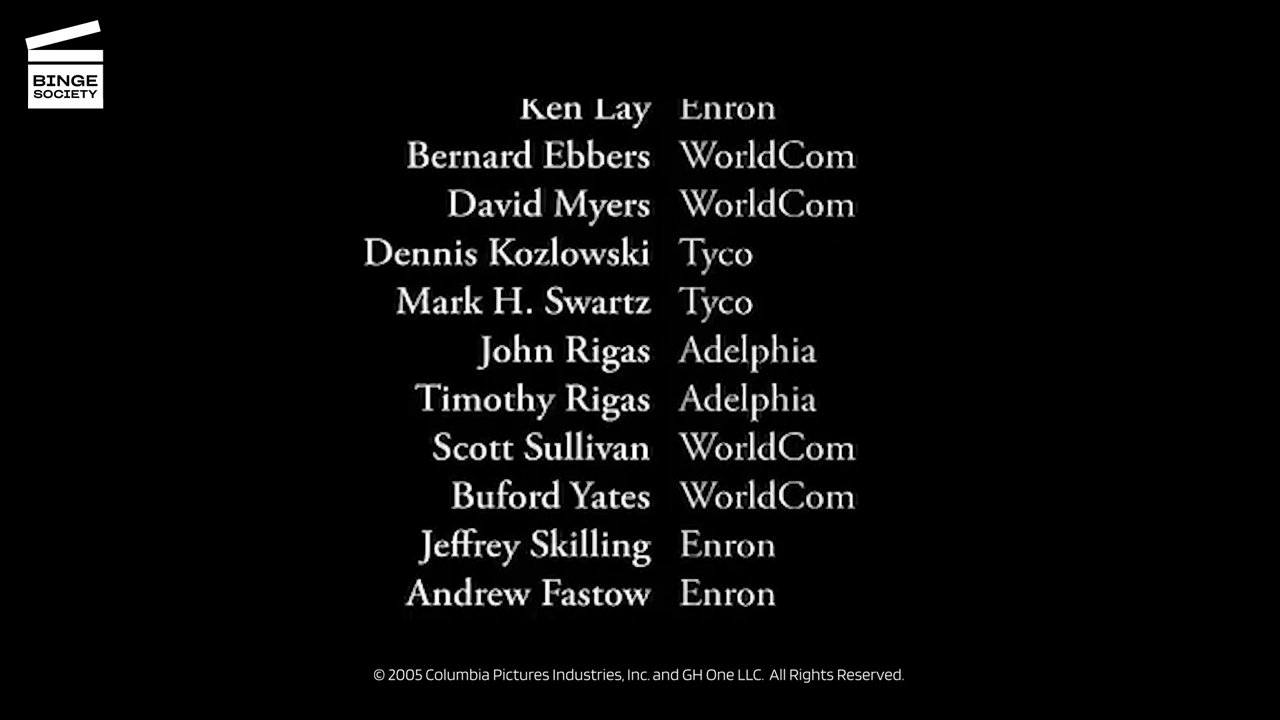 BINGE
SOCIETY
Ken Lay Enron
Bernard Ebbers WorldCom
David Myers WorldCom
Dennis Kozlowski Tyco
Mark H. Swartz Tyco
John Rigas Adelphia
Timothy Rigas Adelphia
Scott Sullivan WorldCom
Buford Yates WorldCom
Jeffrey Skilling Enron
Andrew Fastow Enron
© 2005 Columbia Pictures Industries, Inc. and GH One LLC. All Rights Reserved.